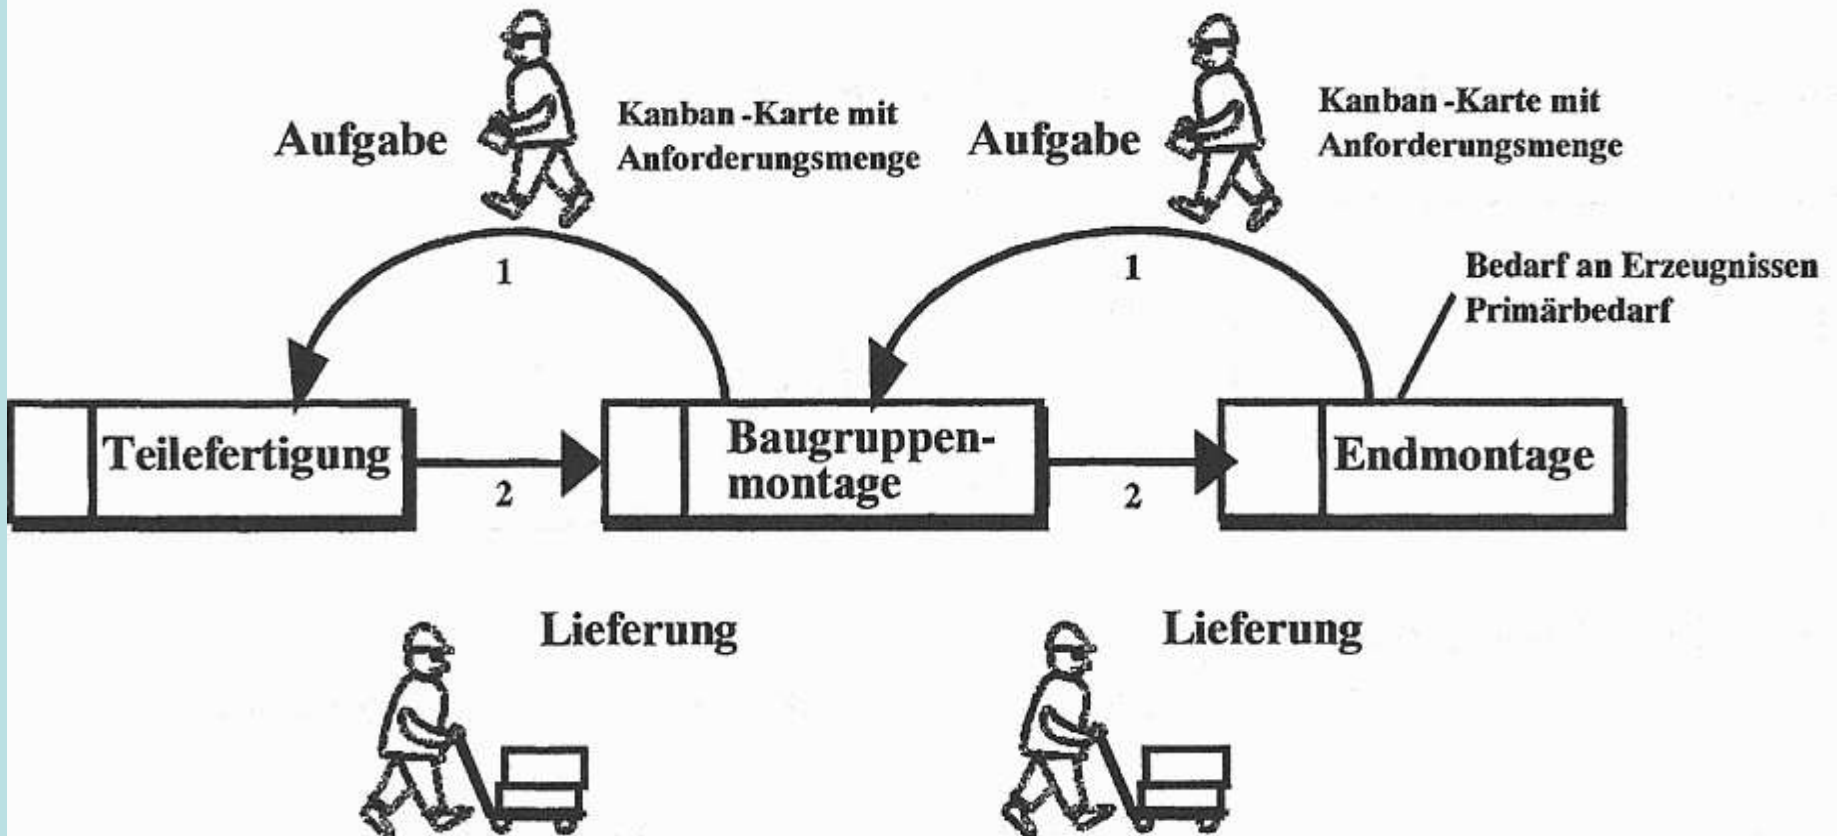 Aufgabe
Kanban -Karte mit
Anforderungsmenge
Aufgabe
Kanban -Karte mit
Anforderungsmenge
1
1
Bedarf an Erzeugnissen
Primärbedarf
Teilefertigung
2
Baugruppen-
montage
2
Endmontage
Lieferung
Lieferung